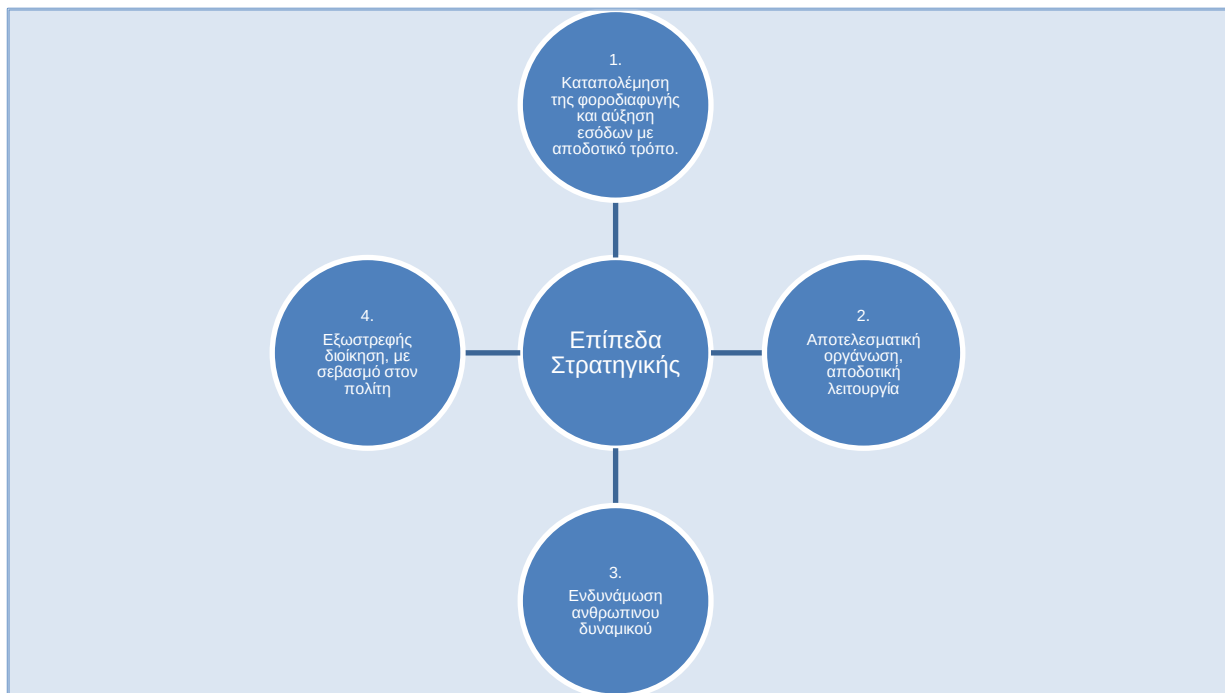 1.
Καταπολέμηση
της φοροδιαφυγής
και αύξηση
εσόδων με
αποδοτικό τρόπο.
4.
Εξωστρεφής
διοίκηση, με
σεβασμό στον
πολίτη
Επίπεδα
Στρατηγικής
2.
Αποτελεσματική
οργάνωση,
αποδοτική
λειτουργία
3.
Ενδυνάμωση
ανθρωπινου
δυναμικού